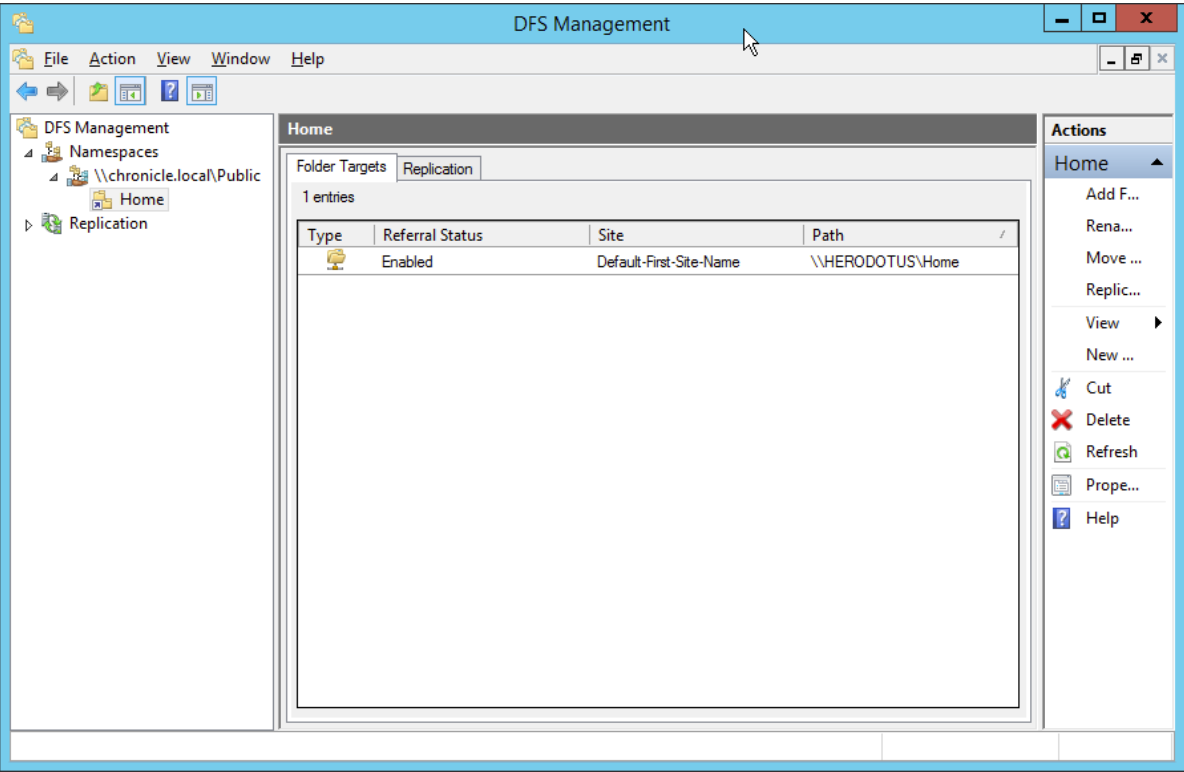 DFS Management
File Action View Window Help
DFS Management
Namespaces
\\chronicle.local\Public
Home
Replication
Home
Folder Targets Replication
1 entries
Type Referral Status Site Path
Enabled Default-First-Site-Name \\HERODOTUS\Home
Actions
Home
Add F...
Rena...
Move ...
Replic...
View
New ...
Cut
Delete
Refresh
Prope...
Help